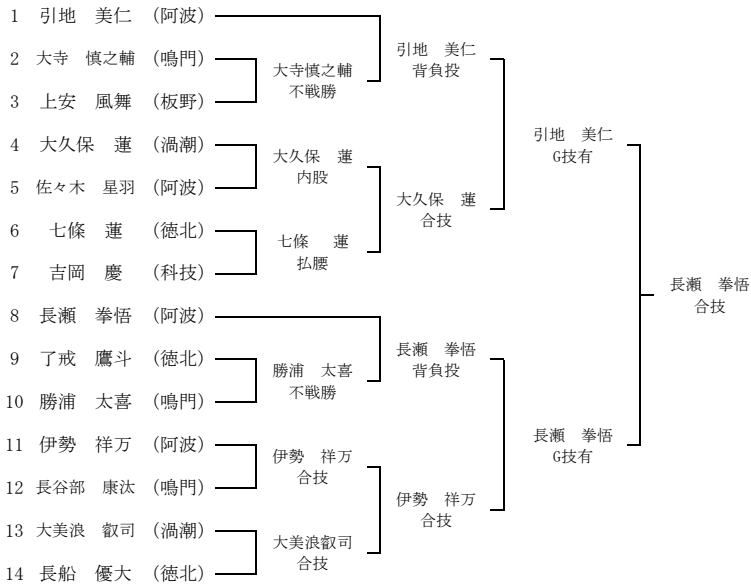 1 引地　美仁 （阿波）
2 大寺　慎之輔 （鳴門）
3 上安　風舞 （板野）
4 大久保　蓮 （渦潮）
5 佐々木　星羽 （阿波）
6 七條　蓮 （徳北）
7 吉岡　慶 （科技）
8 長瀬　拳悟 （阿波）
9 了戒　鷹斗 （徳北）
10 勝浦　太喜 （鳴門）
11 伊勢　祥万 （阿波）
12 長谷部　康汰 （鳴門）
13 大美浪　叡司 （渦潮）
14 長船　優大 （徳北）
大寺慎之輔
不戦勝
大久保　蓮
内股
七條　蓮
払腰
勝浦　太喜
不戦勝
伊勢　祥万
合技
大美浪叡司
合技
引地　美仁
背負投
大久保　蓮
合技
長瀬　拳悟
背負投
伊勢　祥万
合技
引地　美仁
G技有
長瀬　拳悟
G技有
長瀬　拳悟
合技